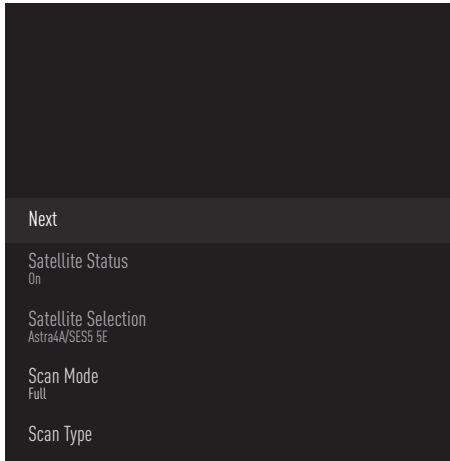 Next
Satellite Status
On
Satellite Selection
Astra4A/SES5 5E
Scan Mode
Full
Scan Type